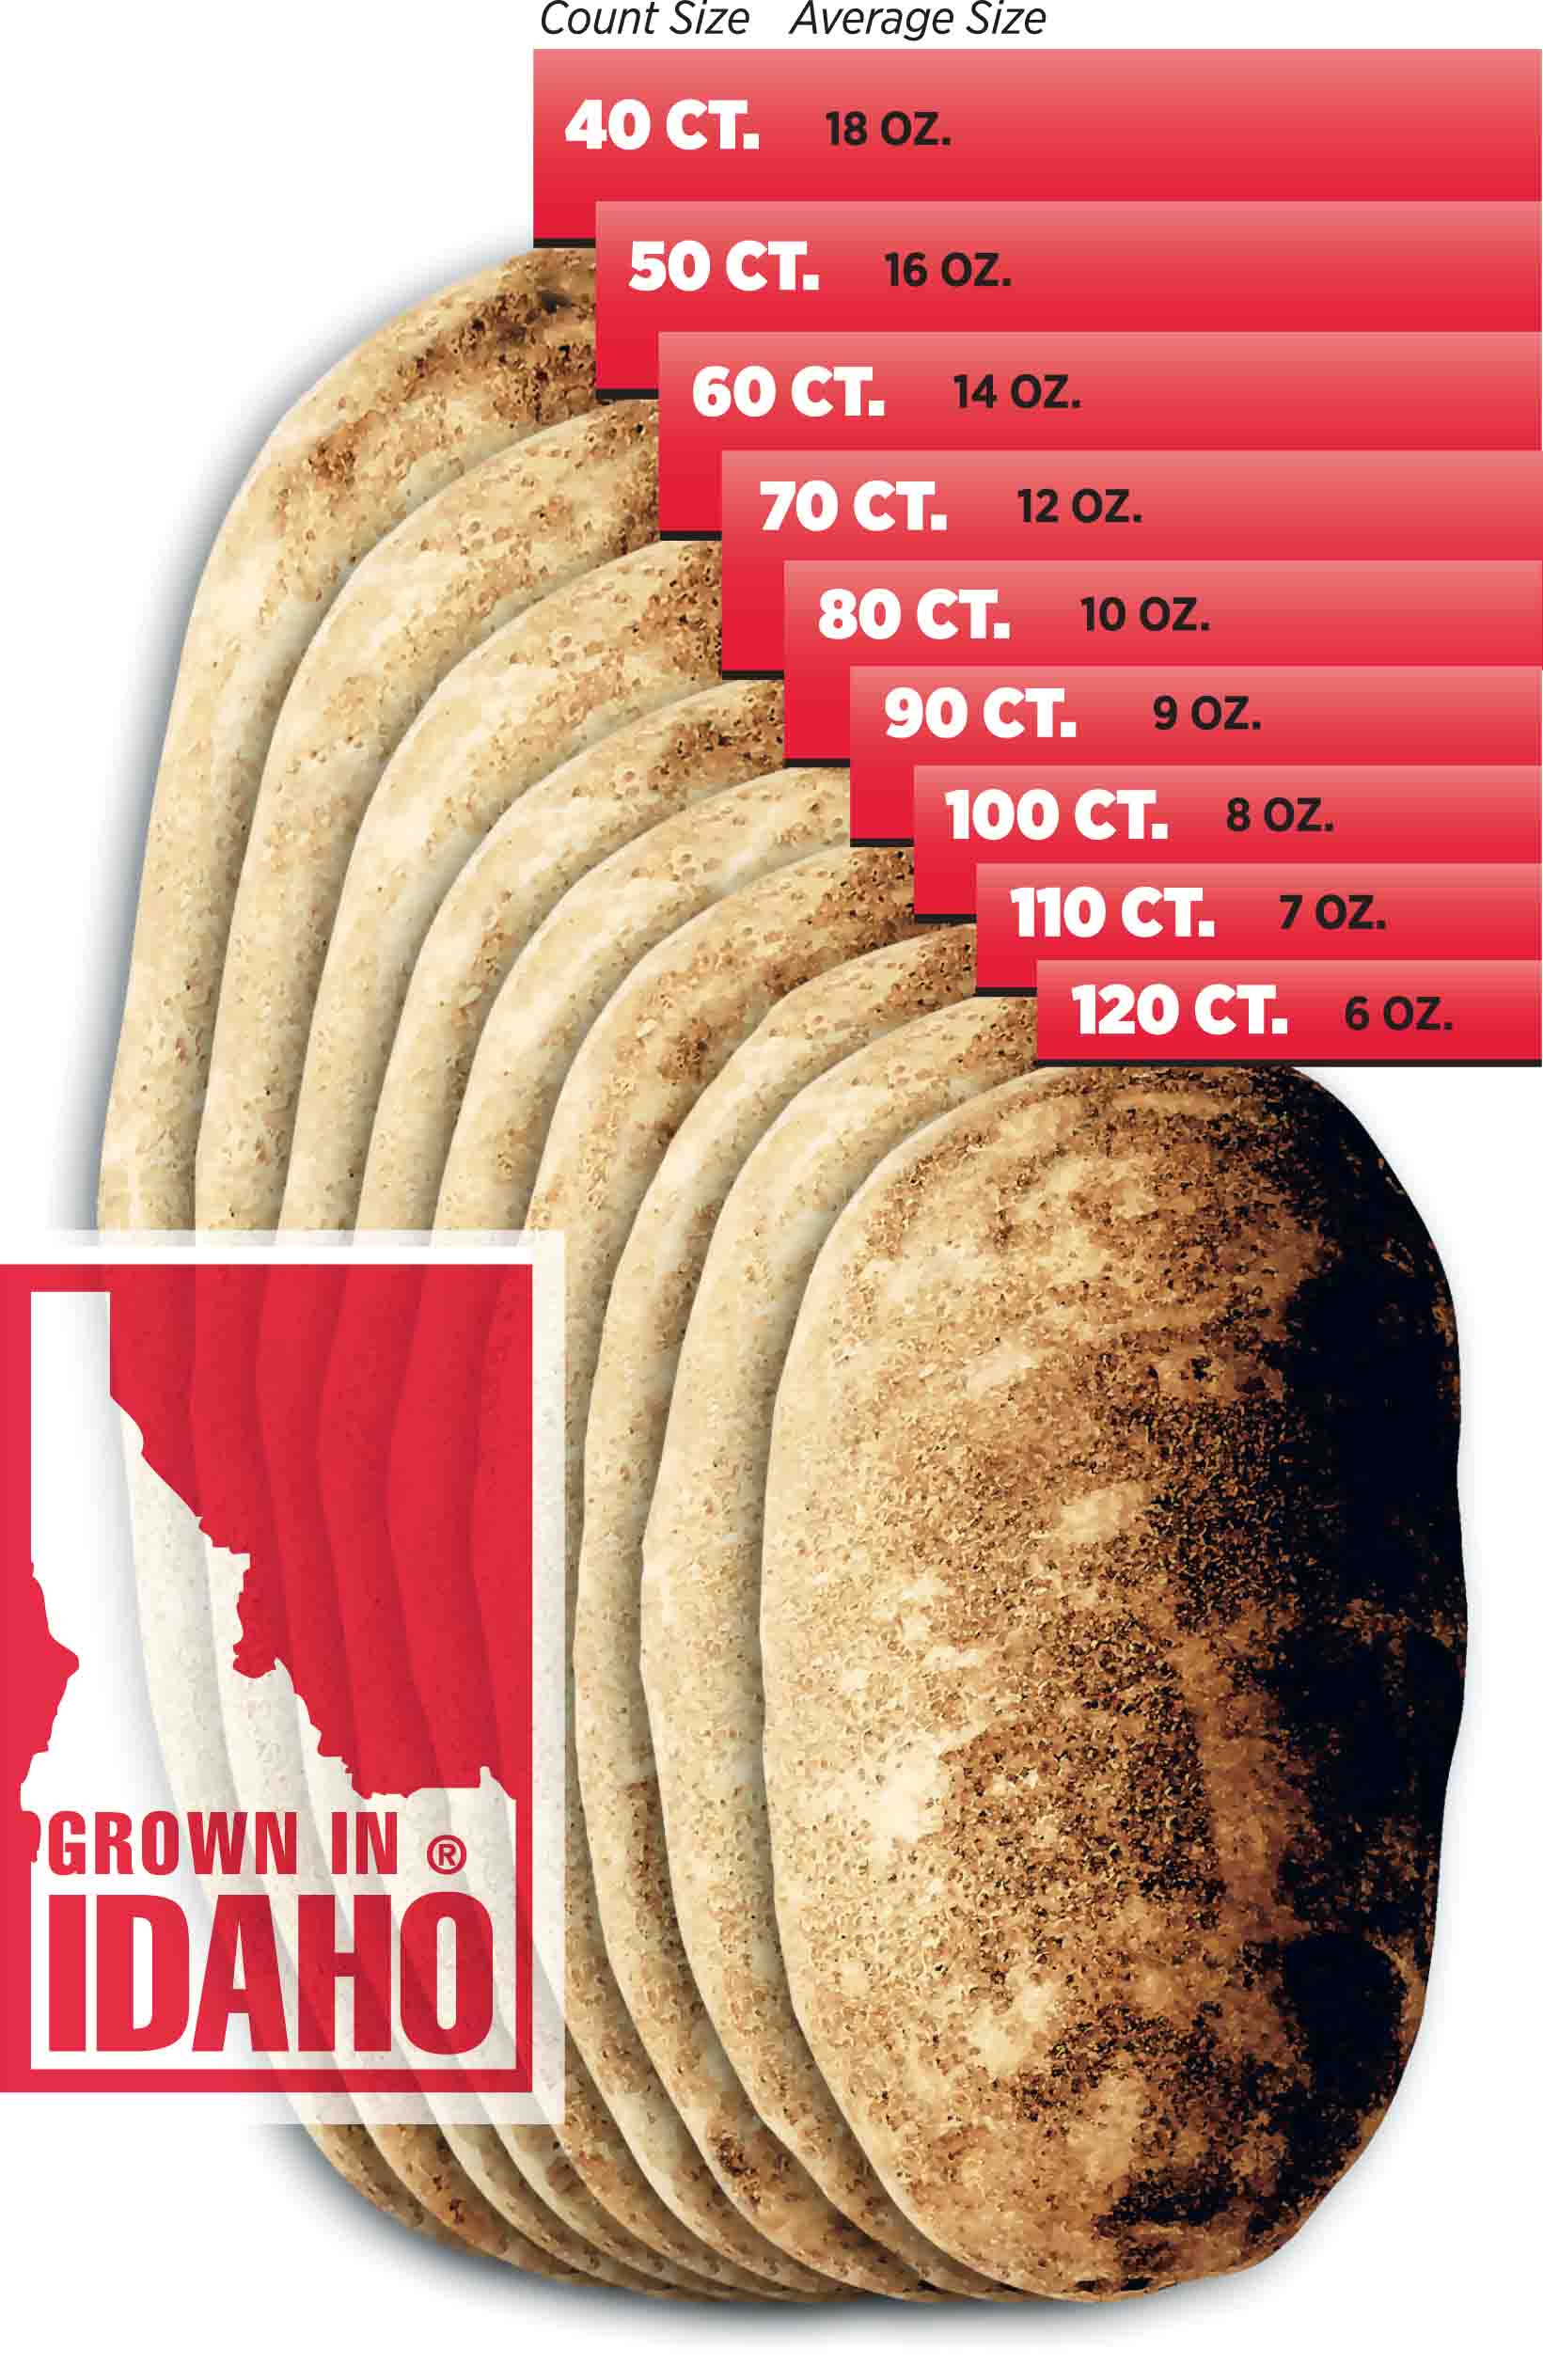 Count Size Average Size
40 CT. 18 OZ.
50 CT. 16 OZ.
60 CT. 14 OZ.
70 CT. 12 OZ.
80 CT. 10 OZ.
90 CT. 9 OZ.
100 CT. 8 OZ.
110 CT. 7 OZ.
120 CT. 6 OZ.
GROWN IN ®
IDAHO